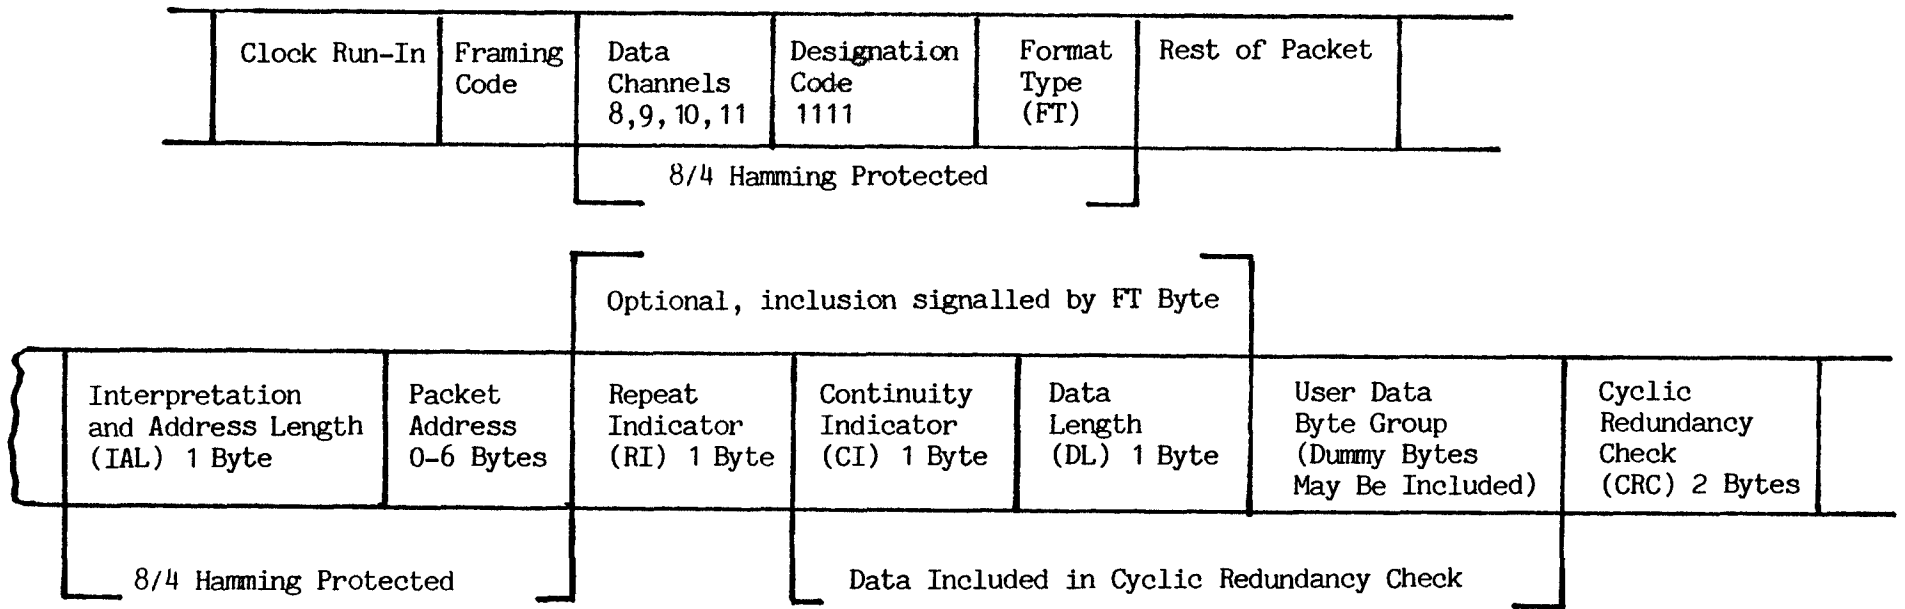 Clock Run-In
Framing
Code
Data
Channels
8,9,10,11
Designation
Code
1111
Format
Type
(FT)
Rest of Packet
8/4 Hamming Protected
Optional, inclusion signalled by FT Byte
Interpretation
and Address Length
(IAL) 1 Byte
Packet
Address
0-6 Bytes
Repeat
Indicator
(RI) 1 Byte
Continuity
Indicator
(CI) 1 Byte
Data
Length
(DL) 1 Byte
User Data
Byte Group
(Dummy Bytes
May Be Included)
Cyclic
Redundancy
Check
(CRC) 2 Bytes
8/4 Hamming Protected
Data Included in Cyclic Redundancy Check